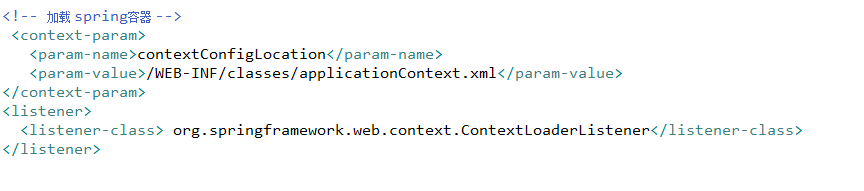 <!-- 加载 spring容器 -->
<context-param>
<param-name>contextConfigLocation</param-name>
<param-value>/WEB-INF/classes/applicationContext.xml</param-value>
</context-param>
<listener>
<listener-class> org.springframework.web.context.ContextLoaderListener</listener-class>
</listener>